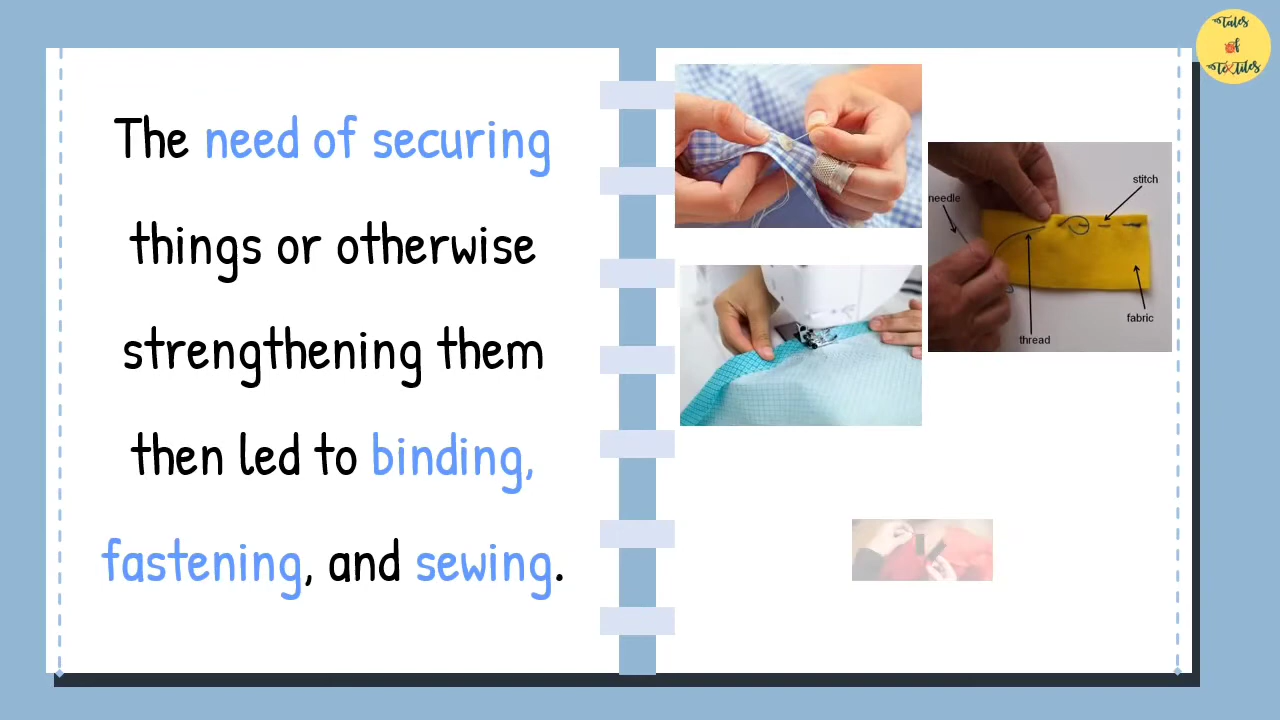 The need of securing
things or otherwise
strengthening them
then led to binding,
fastening, and sewing.
needle
stitch
thread
fabric
tales
of
textiles